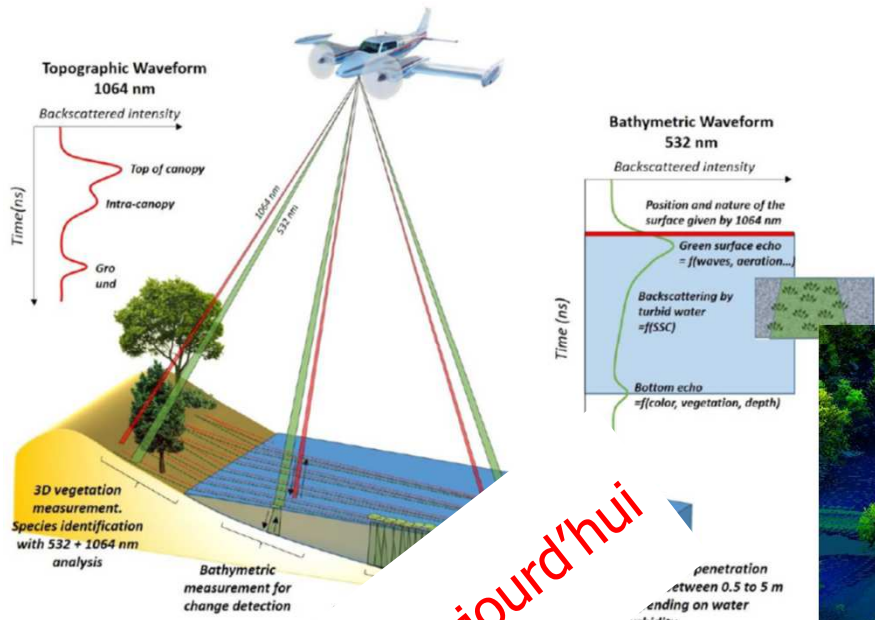 Topographic Waveform
1064 nm
Backscattered intensity
Time(ns)
Top of canopy
Intra-canopy
Gro
und
1064 nm
532 nm
Bathymetric Waveform
532 nm
Backscattered intensity
Time (ns)
Position and nature of the
surface given by 1064 nm
Green surface echo
= f(waves, aeration...)
Backscattering by
turbid water
=f(SSC)
Bottom echo
=f(color, vegetation, depth)
3D vegetation
measurement.
Species identification
with 532 + 1064 nm
analysis
Bathymetric
measurement for
change detection
jourd'hui
penetration
between 0.5 to 5 m
ending on water